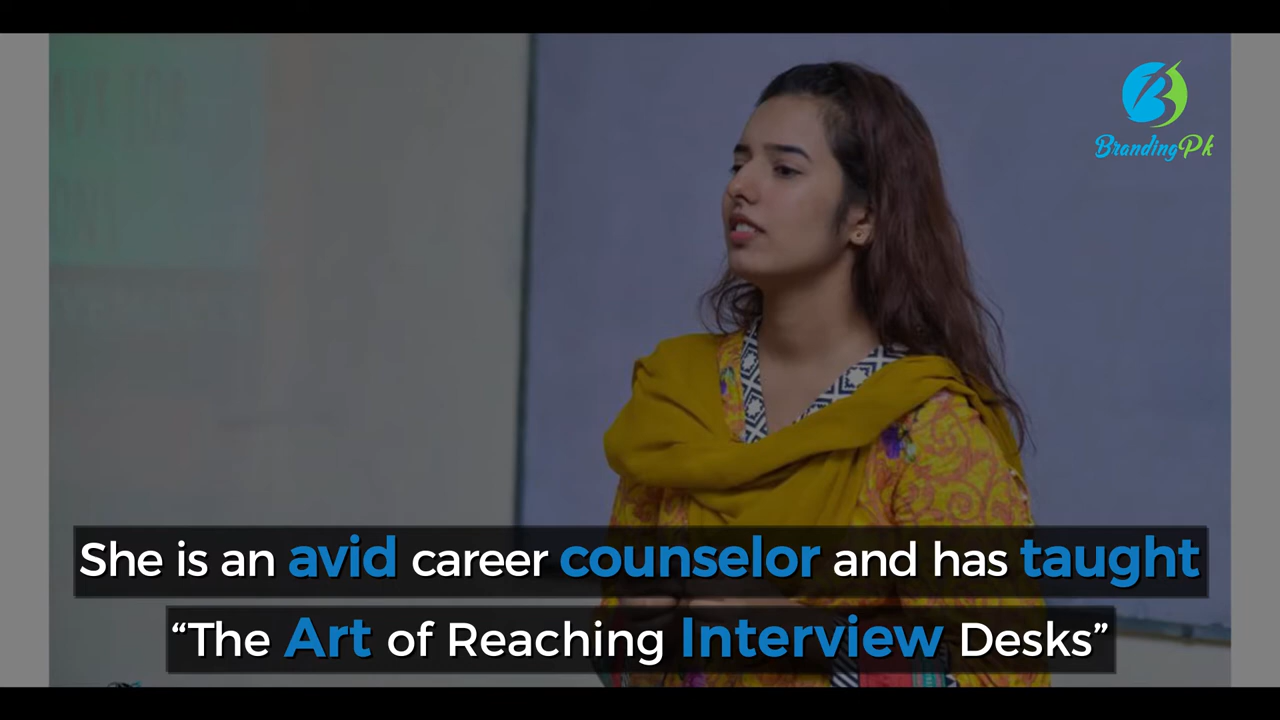 BrandingPk
She is an avid career counselor and has taught
“The Art of Reaching Interview Desks”